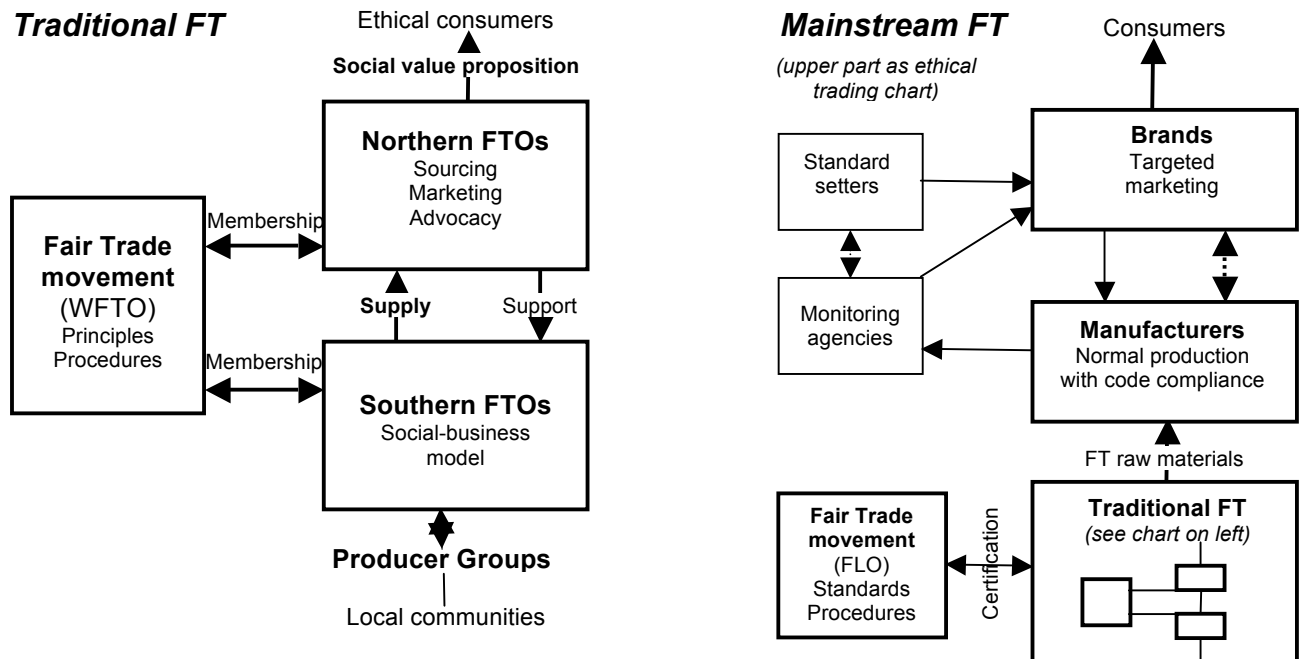 Traditional FT
Ethical consumers
Social value proposition
Northern FTOs
Sourcing
Marketing
Advocacy
Membership
Fair Trade
movement
(WFTO)
Principles
Procedures
Supply
Support
Membership
Southern FTOs
Social-business
model
Producer Groups
Local communities
Mainstream FT
(upper part as ethical
trading chart)
Consumers
Brands
Targeted
marketing
Standard
setters
Monitoring
agencies
Manufacturers
Normal production
with code compliance
FT raw materials
Fair Trade
movement
(FLO)
Standards
Procedures
Certification
Traditional FT
(see chart on left)